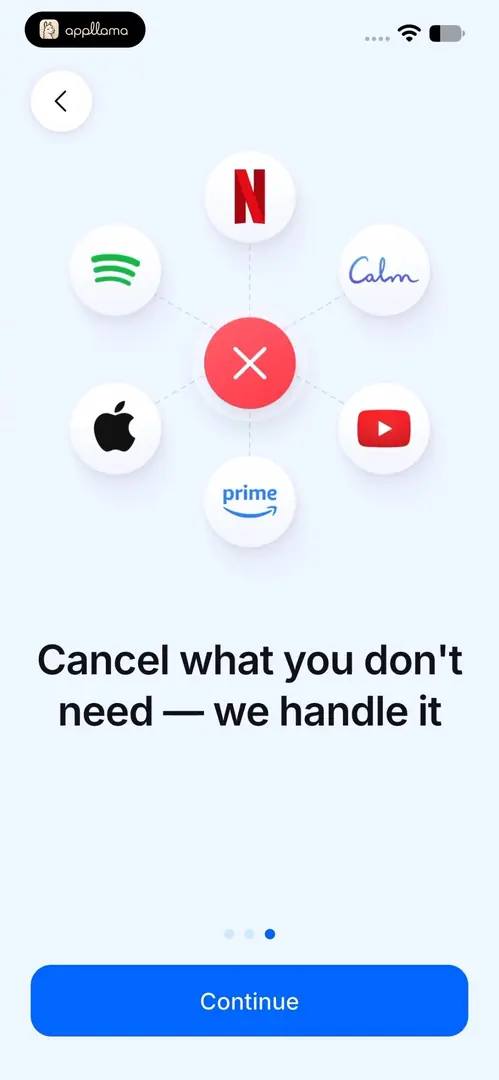 appllama
N
Calm
prime
Cancel what you don't
need — we handle it
Continue